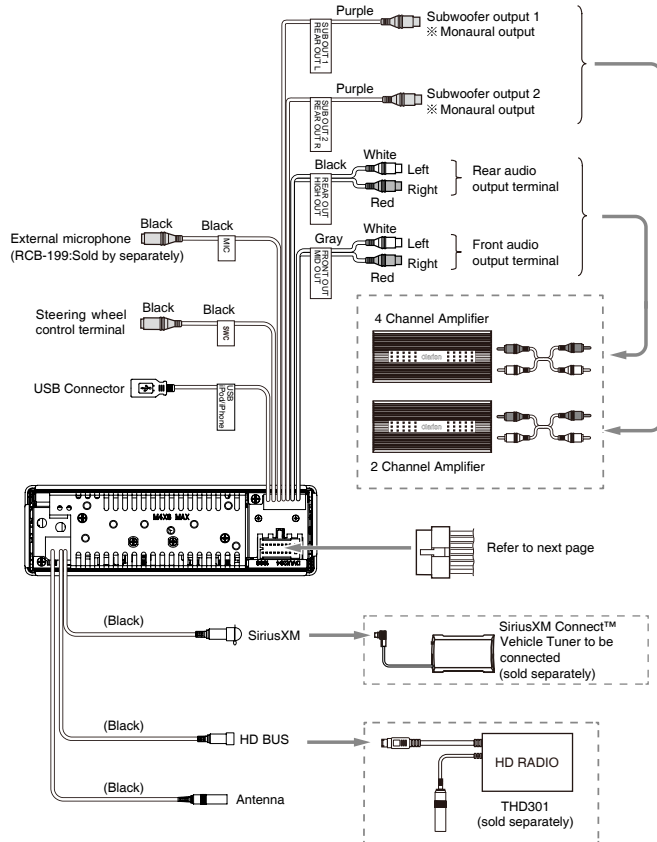 Purple
Subwoofer output 1
※ Monaural output
SUB OUT 1
REAR OUT L
Purple
Subwoofer output 2
※ Monaural output
SUB OUT 2
REAR OUT R
Black
White
Left
Right
Red
Rear audio
output terminal
REAR OUT
HIGH OUT
Gray
White
Left
Right
Red
Front audio
output terminal
FRONT OUT
MID OUT
External microphone
(RCB-199:Sold by separately)
Black
Black
MIC
Steering wheel
control terminal
Black
Black
SWC
USB Connector
USB
iPod/iPhone
4 Channel Amplifier
clarion
clarion
2 Channel Amplifier
M4X8 MAX
Refer to next page
(Black)
SiriusXM
SiriusXM Connect™
Vehicle Tuner to be
connected
(sold separately)
(Black)
HD BUS
HD RADIO
THD301
(sold separately)
(Black)
Antenna